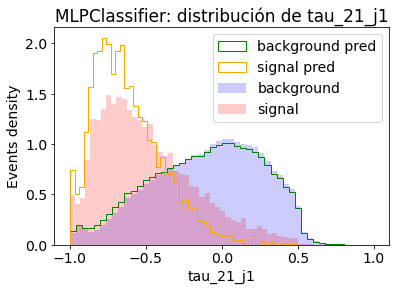 MLPClassifier: distribución de tau_21_j1
Events density
2.0
1.5
1.0
0.5
0.0
background pred
signal pred
background
signal
−1.0 −0.5 0.0 0.5 1.0
tau_21_j1